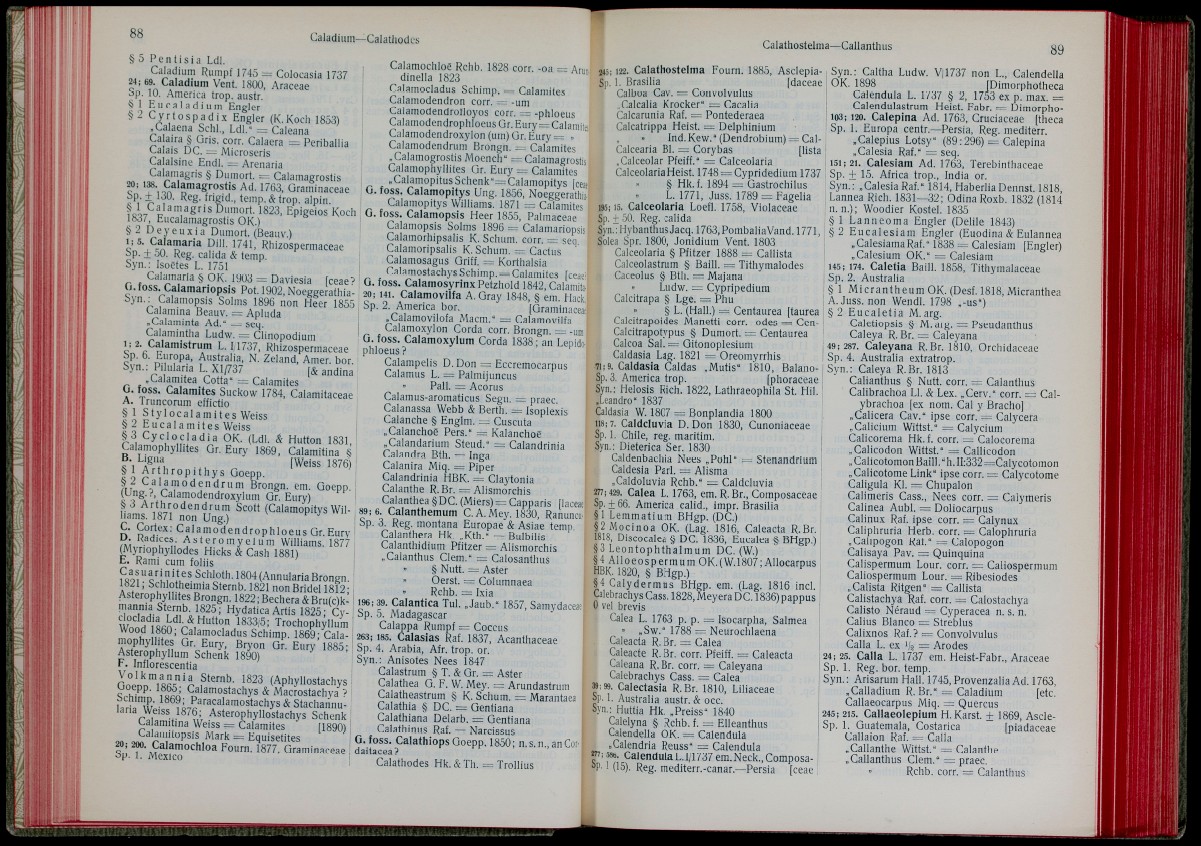 88
Caladium—Calathodes
§ 5 Pentisia Ldl.
Caladium Rumpf 1745 = Colocasia 1737
24; 69. Caladium Vent. 1800, Araceae
Sp. 10. America trop. austr.
§ 1 Eucaladium Engler
§ 2 Cyrtospadix Engler (K. Koch 1853)
„Calaena Schl., Ldl.“ = Caleana
Calaira § Gris. corr. Calaera = Periballia
Calais DC. = Microseris
Calalsine Endl. = Arenaria
Calamagris § Dumort. = Calamagrostis
20; 138. Calamagrostis Ad. 1763, Graminaceae
Sp. ± 130. Reg. frigid., temp. & trop. alpin.
§ 1 Calamagris Dumort. 1823, Epigeios Koch
1837, Eucalamagrostis OK.)
§ 2 Deyeuxia Dumort. (Beauv.)
1; 5. Calamaria Dill. 1741, Rhizospermaceae
Sp. ± 50. Reg. calida & temp.
Syn.: Isoëtes L. 1751
Calamaria § OK. 1903 = Daviesia [ceae?
G. foss. Calamariopsis Pot. 1902, Noeggerathia-
Syn.: Calamopsis Solms 1896 non Heer 1855
Calamina Beauv. = Apluda
„Calaminta Ad.“ = seq.
Calamintha Ludw. = Clinopodium
1; 2. Calamistrum L. I/1737, Rhizospermaceae
Sp. 6. Europa, Australia, N. Zeland, Amer. bor.
Syn.: Pilularia L. XI/737 [& andina
„Calamitea Cotta“ = Calamites
G. foss. Calamites Suckow 1784, Calamitaceae
A. Truncorum effictio
§ 1 Stylocalamites Weiss
§ 2 Eucalamites Weiss
§ 3 Cyclocladia OK. (Ldl. & Hutton 1831,
Calamophyllites Gr. Eury 1869, Calamitina §
B. Ligna [Weiss 1876)
§ 1 Arthropithys Goepp.
§ 2 Calamodendrum Brongn. em. Goepp.
(Ung.?, Calamodendroxylum Gr. Eury)
§ 3 Arthrodendrum Scott (Calamopitys Wil-
liams. 1871 non Ung.)
C. Cortex: Calamodendrophloeus Gr. Eury
D. Radices. Asteromyelum Williams. 1877
(Myriophyllodes Hicks & Cash 1881)
E. Rami cum foliis
Casuarinites Schloth. 1804 (Annularia Brongn.
1821; Schlotheimia Sternb. 1821 non Bridel 1812;
Asterophyllites Brongn. 1822; Bechera & Bru(c)k-
mannia Sternb. 1825; Hydatica Artis 1825; Cy-
clocladia Ldl. & Hutton 1833/5; Trochophyllum
Wood 1860; Calamocladus Schimp. 1869; Cala-
mophyllites Gr. Eury, Bryon Gr. Eury 1885;
Asterophyllum Schenk 1890)
F. Inflorescentia
Volkmannia Sternb. 1823 (Aphyllostachys
Goepp. 1865; Calamostachys & Macrostachya ?
Schimp. 1869; Paracalamostachys & Stachannu-
laria Weiss 1876; Asterophyllostachys Schenk
Calamitina Weiss = Calamites [1890)
Calamitopsis Mark = Equisetites
20; 200. Calamochloa Fourn. 1877. Graminaceae
Sp. 1. Mexico
Calamochloë Rchb. 1828 corr. -oa = Arun
dinella 1823
Calamocladus Schimp. = Calamites
Calamodendron corr. = -um
Calamodendrofloyos corr. = -phloeus
Calamodendrophloeus Gr. Eury = Calamites
Calamodendroxylon (um) Gr. Eury = „
Calamodendrum Brongn. = Calamites
„Calamogrostis Moench“ = Calamagrostis
Calamophyllites Gr. Eury = Calamites
„Calamopitus Schenk“ = Calamopitys [ceae
G. foss. Calamopitys Ung. 1856, Noeggerathia
Calamopitys Williams. 1871 = Calamites
G. foss. Calamopsis Heer 1855, Palmaceae
Calamopsis Solms 1896 = Calamariopsis
Calamorhipsalis K. Schum. corr. = seq.
Calamoripsalis K. Schum. = Cactus
Calamosagus Griff. = Korthalsia
Calamostachys Schimp. = Calamites [ceae
G. foss. Calamosyrinx Petzhold 1842, Calamita
20; 141. Calamovilfa A. Gray 1848, § em. Hack.
Sp. 2. America bor. [Graminaceae
„Calamovilofa Macm.“ = Calamovilfa
Calamoxylon Corda corr. Brongn. = -um
G. foss. Calamoxylum Corda 1838; an Lepido
phloeus?
Calampelis D. Don = Eccremocarpus
Calamus L. = Palmijuncus
„ Pall. = Acorus
Calamus-aromaticus Segu. = praec.
Calanassa Webb & Berth. = Isoplexis
Calanche § Englm. = Cuscuta
„Calanchoë Pers.“ = Kalanchoë
„Calandarium Steud.“ = Calandrinia
Calandra Bth. = Inga
Calanira Miq. = Piper
Calandrinia HBK. = Claytonia
Calanthe R. Br. = Alismorchis
Calanthea § DC. (Miers) = Capparis [laceae
89; 6. Calanthemum C. A. Mey. 1830, Ranuncu
Sp. 3. Reg. montana Europae & Asiae temp.
Calanthera Hk „Kth.“ = Bulbilis
Calanthidium Pfitzer = Alismorchis
„Calanthus Clem.“ = Calosanthus
„ § Nutt. = Aster
„ Oerst. = Columnaea
„ Rchb. = Ixia
196; 39. Calantica Tul. „Jaub.“ 1857, Samydaceae
Sp. 5. Madagascar
Calappa Rumpf = Coccus
263; 185. Calasias Raf. 1837, Acanthaceae
Sp. 4. Arabia, Afr. trop. or.
Syn.: Anisotes Nees 1847
Calastrum § T. & Gr. = Aster
Calathea G. F. W. Mey. = Arundastrum
Calatheastrum § K. Schum. = Marantaea
Calathia § DC. = Gentiana
Calathiana Delarb. = Gentiana
Calathinus Raf. = Narcissus
G. foss. Calathiops Goepp. 1850; n. s. n., an Cor
daitacea?
Calathodes Hk. & Th. = Trollius
Calathostelma—Callanthus
89
245; 122. Calathostelma Fourn. 1885, Asclepia-
Sp. 1. Brasilia [daceae
Calboa Cav. = Convolvulus
„Calcalia Krocker“ = Cacalia
Calcarunia Raf. = Pontederaea
Calcatrippa Heist. = Delphinium
„ Ind. Kew.“ (Dendrobium) = Cal-
Calcearia Bl. = Corybas [lista
„Calceolar Pfeiff.“ = Calceolaria
Calceolaria Heist. 1748 = Cypridedium 1737
„ § Hk. f. 1894 = Gastrochilus
„ L. 1771, Juss. 1789 = Fagelia
195; 15. Calceolaria Loefl. 1758, Violaceae
Sp. ± 50. Reg. calida
Syn.: Hybanthus Jacq. 1763, Pombalia Vand. 1771,
Solea Spr. 1800, Jonidium Vent. 1803
Calceolaria § Pfitzer 1888 = Callista
Calceolastrum § Baill. = Tithymalodes
Caceolus § Bth. = Majana
„ Ludw. = Cypripedium
Calcitrapa § Lge. = Phu
„ § L. (Hall.) = Centaurea [taurea
Calcitrapoides Manetti corr. odes = Cen-
Calcitrapotypus § Dumort. = Centaurea
Calcoa Sal. = Gitonoplesium
Caldasia Lag. 1821 = Oreomyrrhis
71; 9. Caldasia Caldas „Mutis“ 1810, Balano-
Sp. 3. America trop. [phoraceae
Syn.: Helosis Rich. 1822, Lathraeophila St. Hil.
„Leandro“ 1837
Caldasia W. 1807 = Bonplandia 1800
118; 7. Caldcluvia D. Don 1830, Cunoniaceae
Sp. 1. Chile, reg. maritim.
Syn.: Dieterica Ser. 1830
Caldenbachia Nees „Pohl“ = Stenandrium
Caldesia Parl. = Alisma
„Caldoluvia Rchb.“ = Caldcluvia
277; 429. Calea L. 1763, em. R. Br., Composaceae
Sp. ± 66. America calid., impr. Brasilia
§ 1 Lemmatium BHgp. (DC.)
§ 2 Mocinoa OK. (Lag. 1816, Caleacta R. Br.
1818, Discocalea § DC. 1836, Eucalea § BHgp.)
§ 3 Leontophthalmum DC. (W.)
§ 4 Alloeospermum OK. (W. 1807; Allocarpus
HBK. 1820, § BHgp.)
§ 4 Calydermus BHgp. em. (Lag. 1816 incl.
Calebrachys Cass. 1828, Meyera DC. 1836) pappus
0 vel brevis
Calea L. 1763 p. p. = Isocarpha, Salmea
„ „Sw.“ 1788 = Neurochlaena
Caleacta R. Br. = Calea
Caleacte R. Br. corr. Pfeiff. = Caleacta
Caleana R. Br. corr. = Caleyana
Calebrachys Cass. = Calea
39; 99. Calectasia R. Br. 1810, Liliaceae
Sp. 1. Australia austr. & occ.
Syn.: Huttia Hk. „Preiss“ 1840
Calelyna § Rchb. f. = Elleanthus
Calendella OK. = Calendula
„Calendria Reuss“ = Calendula
277; 586. Calendula L. I/1737 em. Neck., Composa-
Sp. 1 (15). Reg. mediterr.-canar.—Persia [ceae
Syn.: Caltha Ludw. V/1737 non L., Calendella
OK. 1898 [Dimorphotheca
Calendula L. 1737 § 2, 1753 ex p. max. =
Calendulastrum Heist. Fabr. = Dimorpho-
103; 120. Calepina Ad. 1763, Cruciaceae [theca
Sp. 1. Europa centr.—Persia, Reg. mediterr.
„Calepius Lotsy“ (89:296) = Calepina
„Calesia Raf.“ = seq.
151; 21. Calesiam Ad. 1763, Terebinthaceae
Sp. ± 15. Africa trop., India or.
Syn.: „Calesia Raf.“ 1814, Haberlia Dennst. 1818,
Lannea Rich. 1831—32; Odina Roxb. 1832 (1814
n. n.); Woodier Kostel. 1835
§ 1 Lanneoma Engler (Delile 1843)
§ 2 Eucalesiam Engler (Euodina & Eulannea
„Calesiama Raf.“ 1838 = Calesiam [Engler)
„Calesium OK.“ = Calesiam
145; 174. Caletia Baill. 1858, Tithymalaceae
Sp. 2. Australia
§ 1 Micrantheum OK. (Desf. 1818, Micranthea
A. Juss. non Wendl. 1798 „-us“)
§ 2 Eucaletia M. arg.
Caletiopsis § M. arg. = Pseudanthus
Caleya R. Br. = Caleyana
49; 287. Caleyana R. Br. 1810, Orchidaceae
Sp. 4. Australia extratrop.
Syn.: Caleya R. Br. 1813
Calianthus § Nutt. corr. = Calanthus
Calibrachoa Ll. & Lex. „Cerv.“ corr. = Cal-
ybrachoa [ex nom. Cal y Bracho]
„Calicera Cav.“ ipse corr. = Calycera
„Calicium Wittst.“ = Calycium
Calicorema Hk. f. corr. = Calocorema
„Calicodon Wittst.“ = Callicodon
„Calicotomon Baill.“ h. II:332 = Calycotomon
„Calicotome Link“ ipse corr. = Calycotome
Caligula Kl. = Chupalon
Calimeris Cass., Nees corr. = Calymeris
Calinea Aubl. = Doliocarpus
Calinux Raf. ipse corr. = Calynux
Caliphruria Herb. corr. = Calophruria
„Calipogon Raf.“ = Calopogon
Calisaya Pav. = Quinquina
Calispermum Lour. corr. = Caliospermum
Caliospermum Lour. = Ribesiodes
„Calista Ritgen“ = Callista
Calistachya Raf. corr. = Calostachya
Calisto Néraud = Cyperacea n. s. n.
Calius Blanco = Streblus
Calixnos Raf.? = Convolvulus
Calla L. ex ½ = Arodes
24; 25. Calla L. 1737 em. Heist-Fabr., Araceae
Sp. 1. Reg. bor. temp.
Syn.: Arisarum Hall. 1745, Provenzalia Ad. 1763,
„Calladium R. Br.“ = Caladium [etc.
Callaeocarpus Miq. = Quercus
245; 215. Callaeolepium H. Karst. ± 1869, Ascle-
Sp. 1. Guatemala, Costarica [piadaceae
Callaion Raf. = Calla
„Callanthe Wittst.“ = Calanthe
„Callanthus Clem.“ = praec.
„ Rchb. corr. = Calanthus